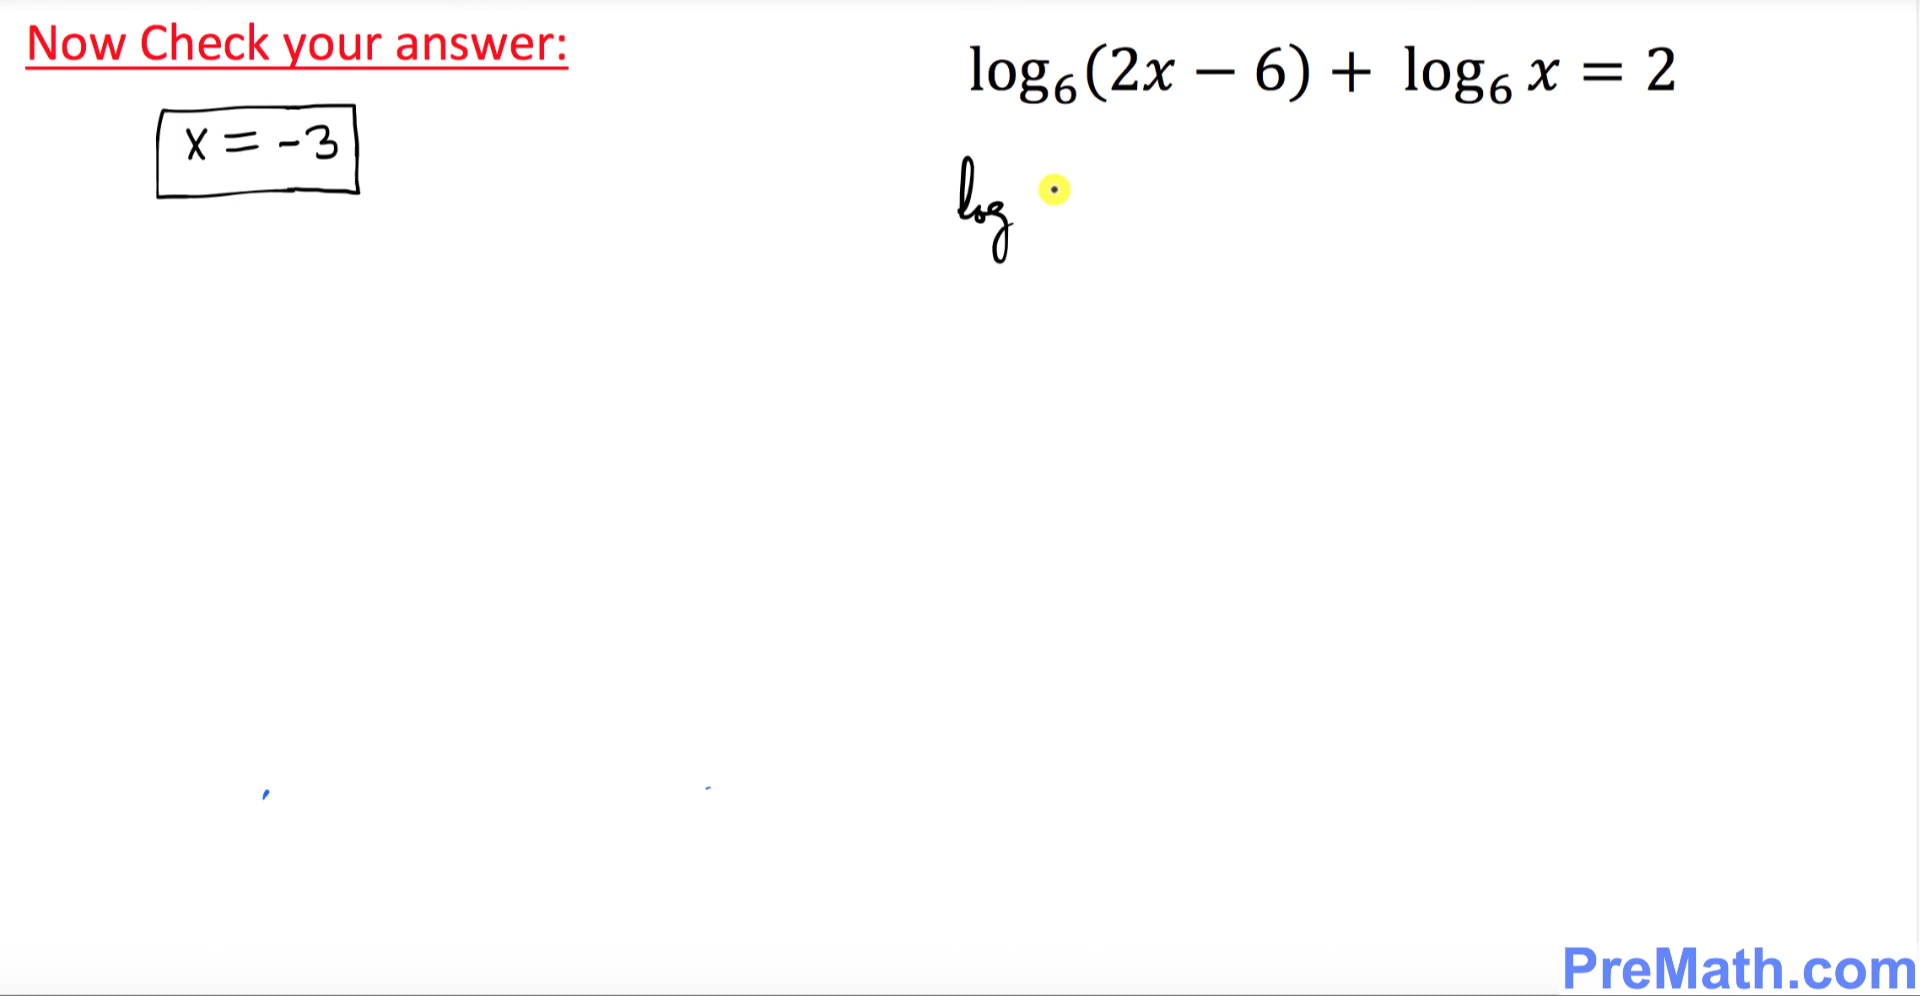 Now Check your answer:
log₆(2x − 6) + log₆ x = 2
x = -3
log
PreMath.com